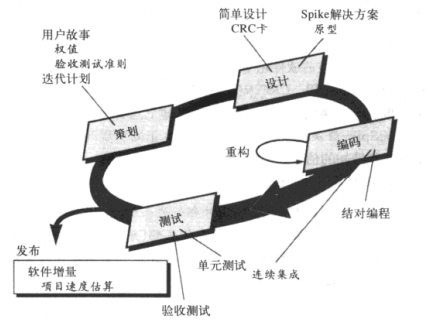 简单设计
CRC卡
Spike解决方案
原型
用户故事
权值
验收测试准则
迭代计划
设计
策划
编码
重构
结对编程
测试
发布
软件增量
项目速度估算
单元测试
连续集成
验收测试